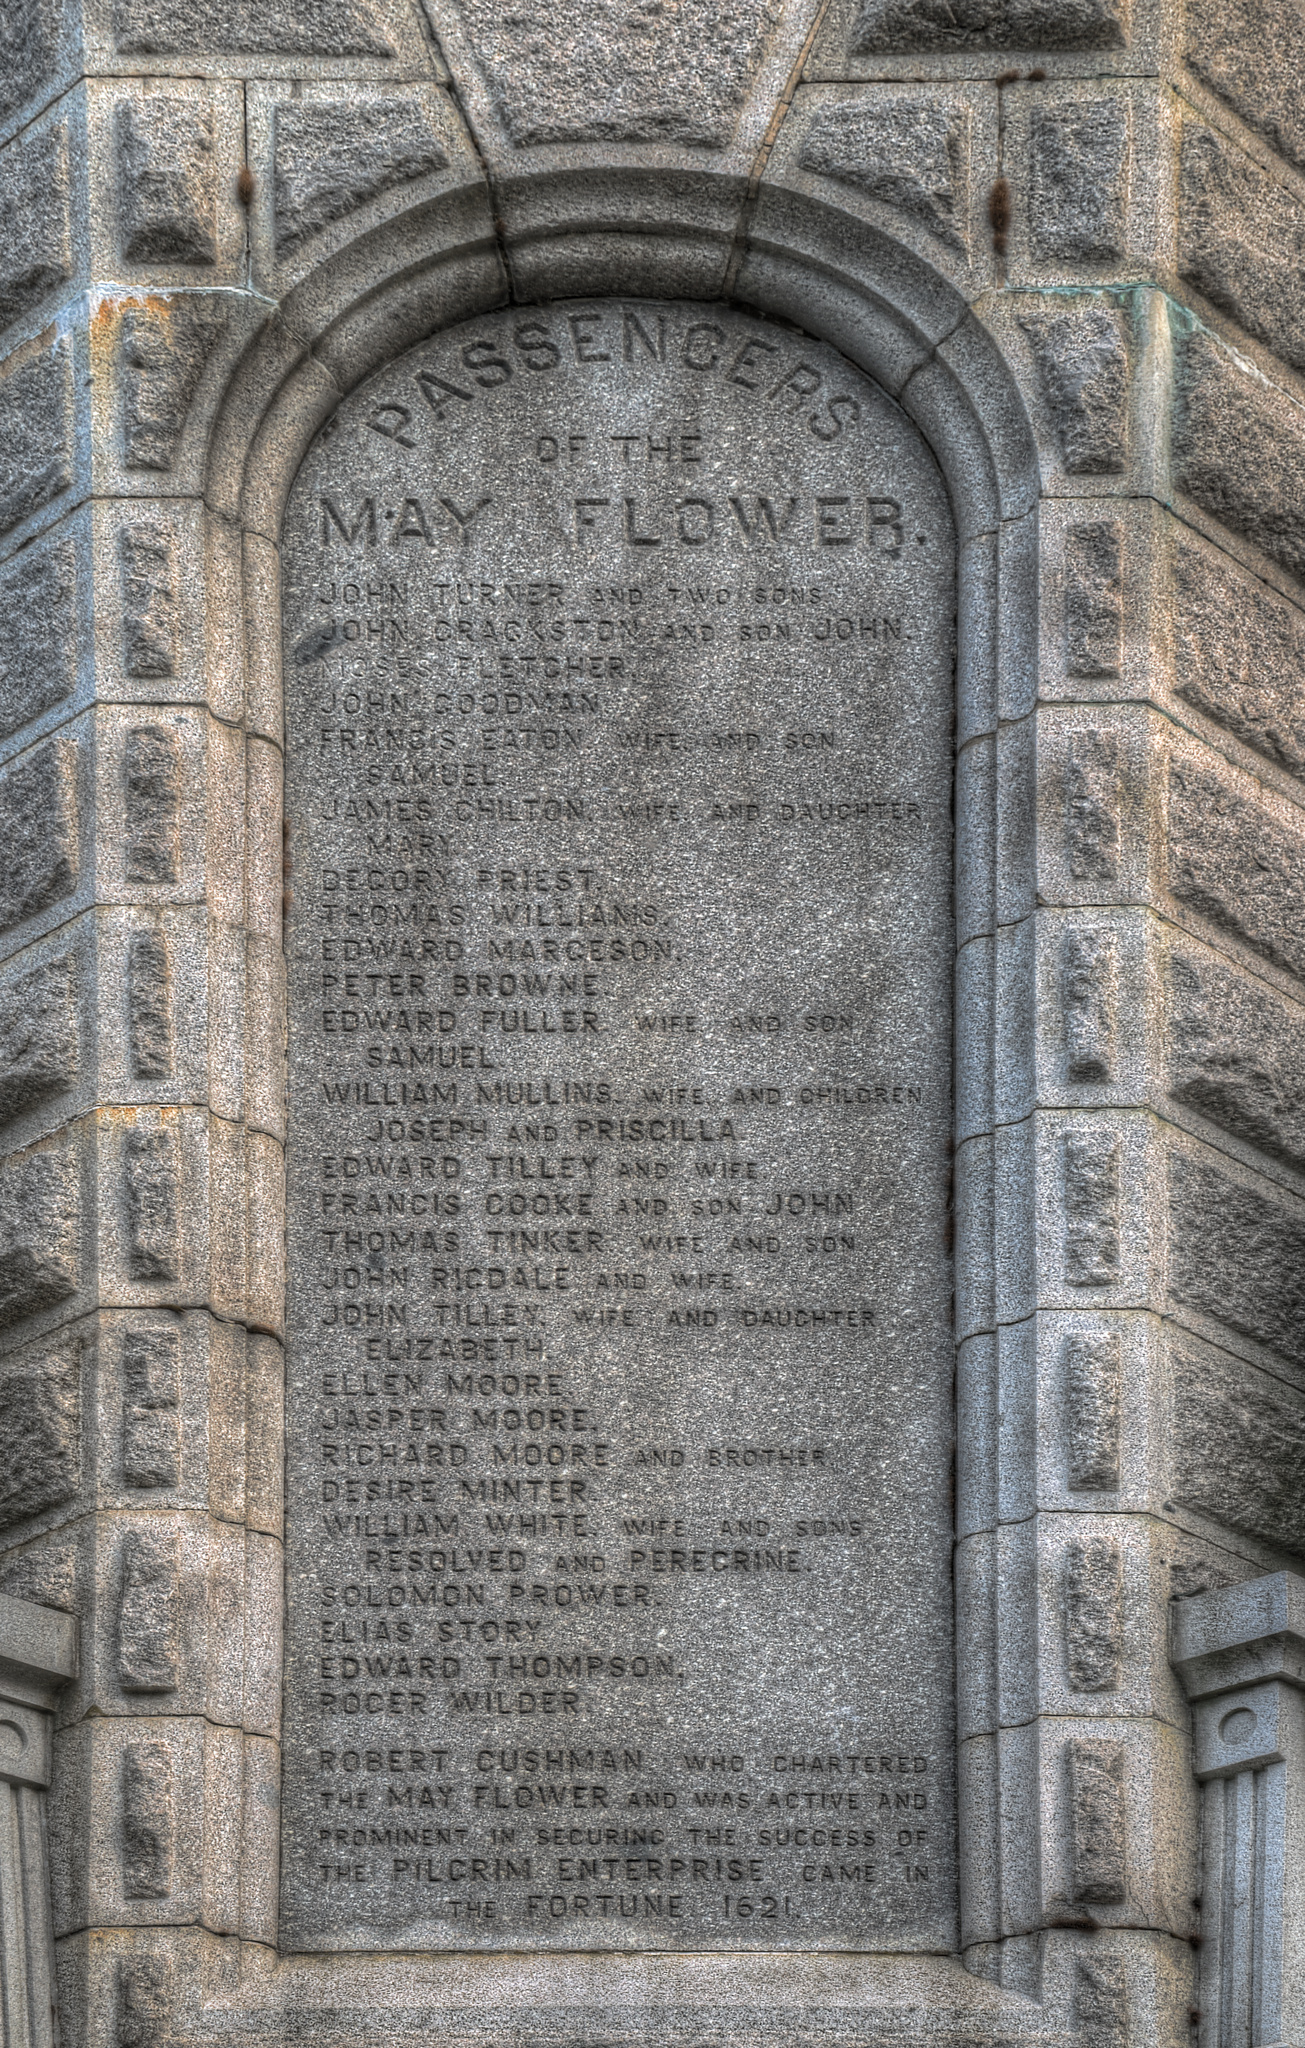 PASSENGERS
OF THE
MAY FLOWER.
JOHN TURNER AND TWO SONS.
JOHN CRACKSTON AND SON JOHN.
MOSES FLETCHER.
JOHN GOODMAN.
FRANCIS EATON, WIFE, AND SON
SAMUEL.
JAMES CHILTON, WIFE, AND DAUGHTER
MARY.
DEGORY PRIEST.
THOMAS WILLIAMS.
EDWARD MARGESON.
PETER BROWNE.
EDWARD FULLER, WIFE, AND SON
SAMUEL.
WILLIAM MULLINS, WIFE, AND CHILDREN
JOSEPH AND PRISCILLA.
EDWARD TILLEY AND WIFE.
FRANCIS COOKE AND SON JOHN.
THOMAS TINKER, WIFE AND SON.
JOHN RIGDALE AND WIFE.
JOHN TILLEY, WIFE AND DAUGHTER
ELIZABETH.
ELLEN MOORE.
JASPER MOORE.
RICHARD MOORE AND BROTHER.
DESIRE MINTER.
WILLIAM WHITE, WIFE AND SONS
RESOLVED AND PEREGRINE.
SOLOMON PROWER.
ELIAS STORY.
EDWARD THOMPSON.
ROGER WILDER.
ROBERT CUSHMAN WHO CHARTERED
THE MAY FLOWER AND WAS ACTIVE AND
PROMINENT IN SECURING THE SUCCESS OF
THE PILGRIM ENTERPRISE CAME IN
THE FORTUNE 1621.